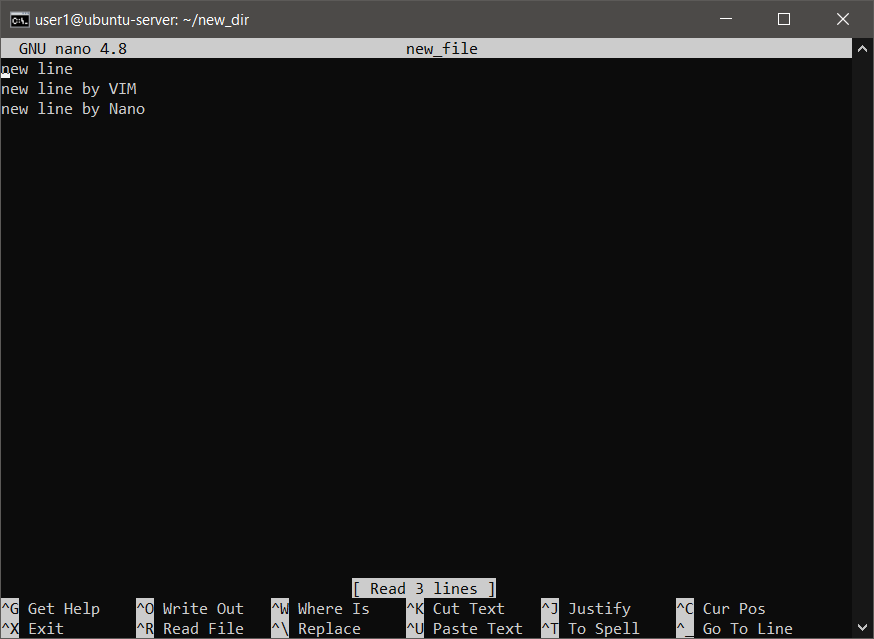 user1@ubuntu-server: ~/new_dir
GNU nano 4.8 new_file
new line
new line by VIM
new line by Nano
[ Read 3 lines ]
^G Get Help ^O Write Out ^W Where Is ^K Cut Text ^J Justify ^C Cur Pos
^X Exit ^R Read File ^\ Replace ^U Paste Text ^T To Spell ^_ Go To Line